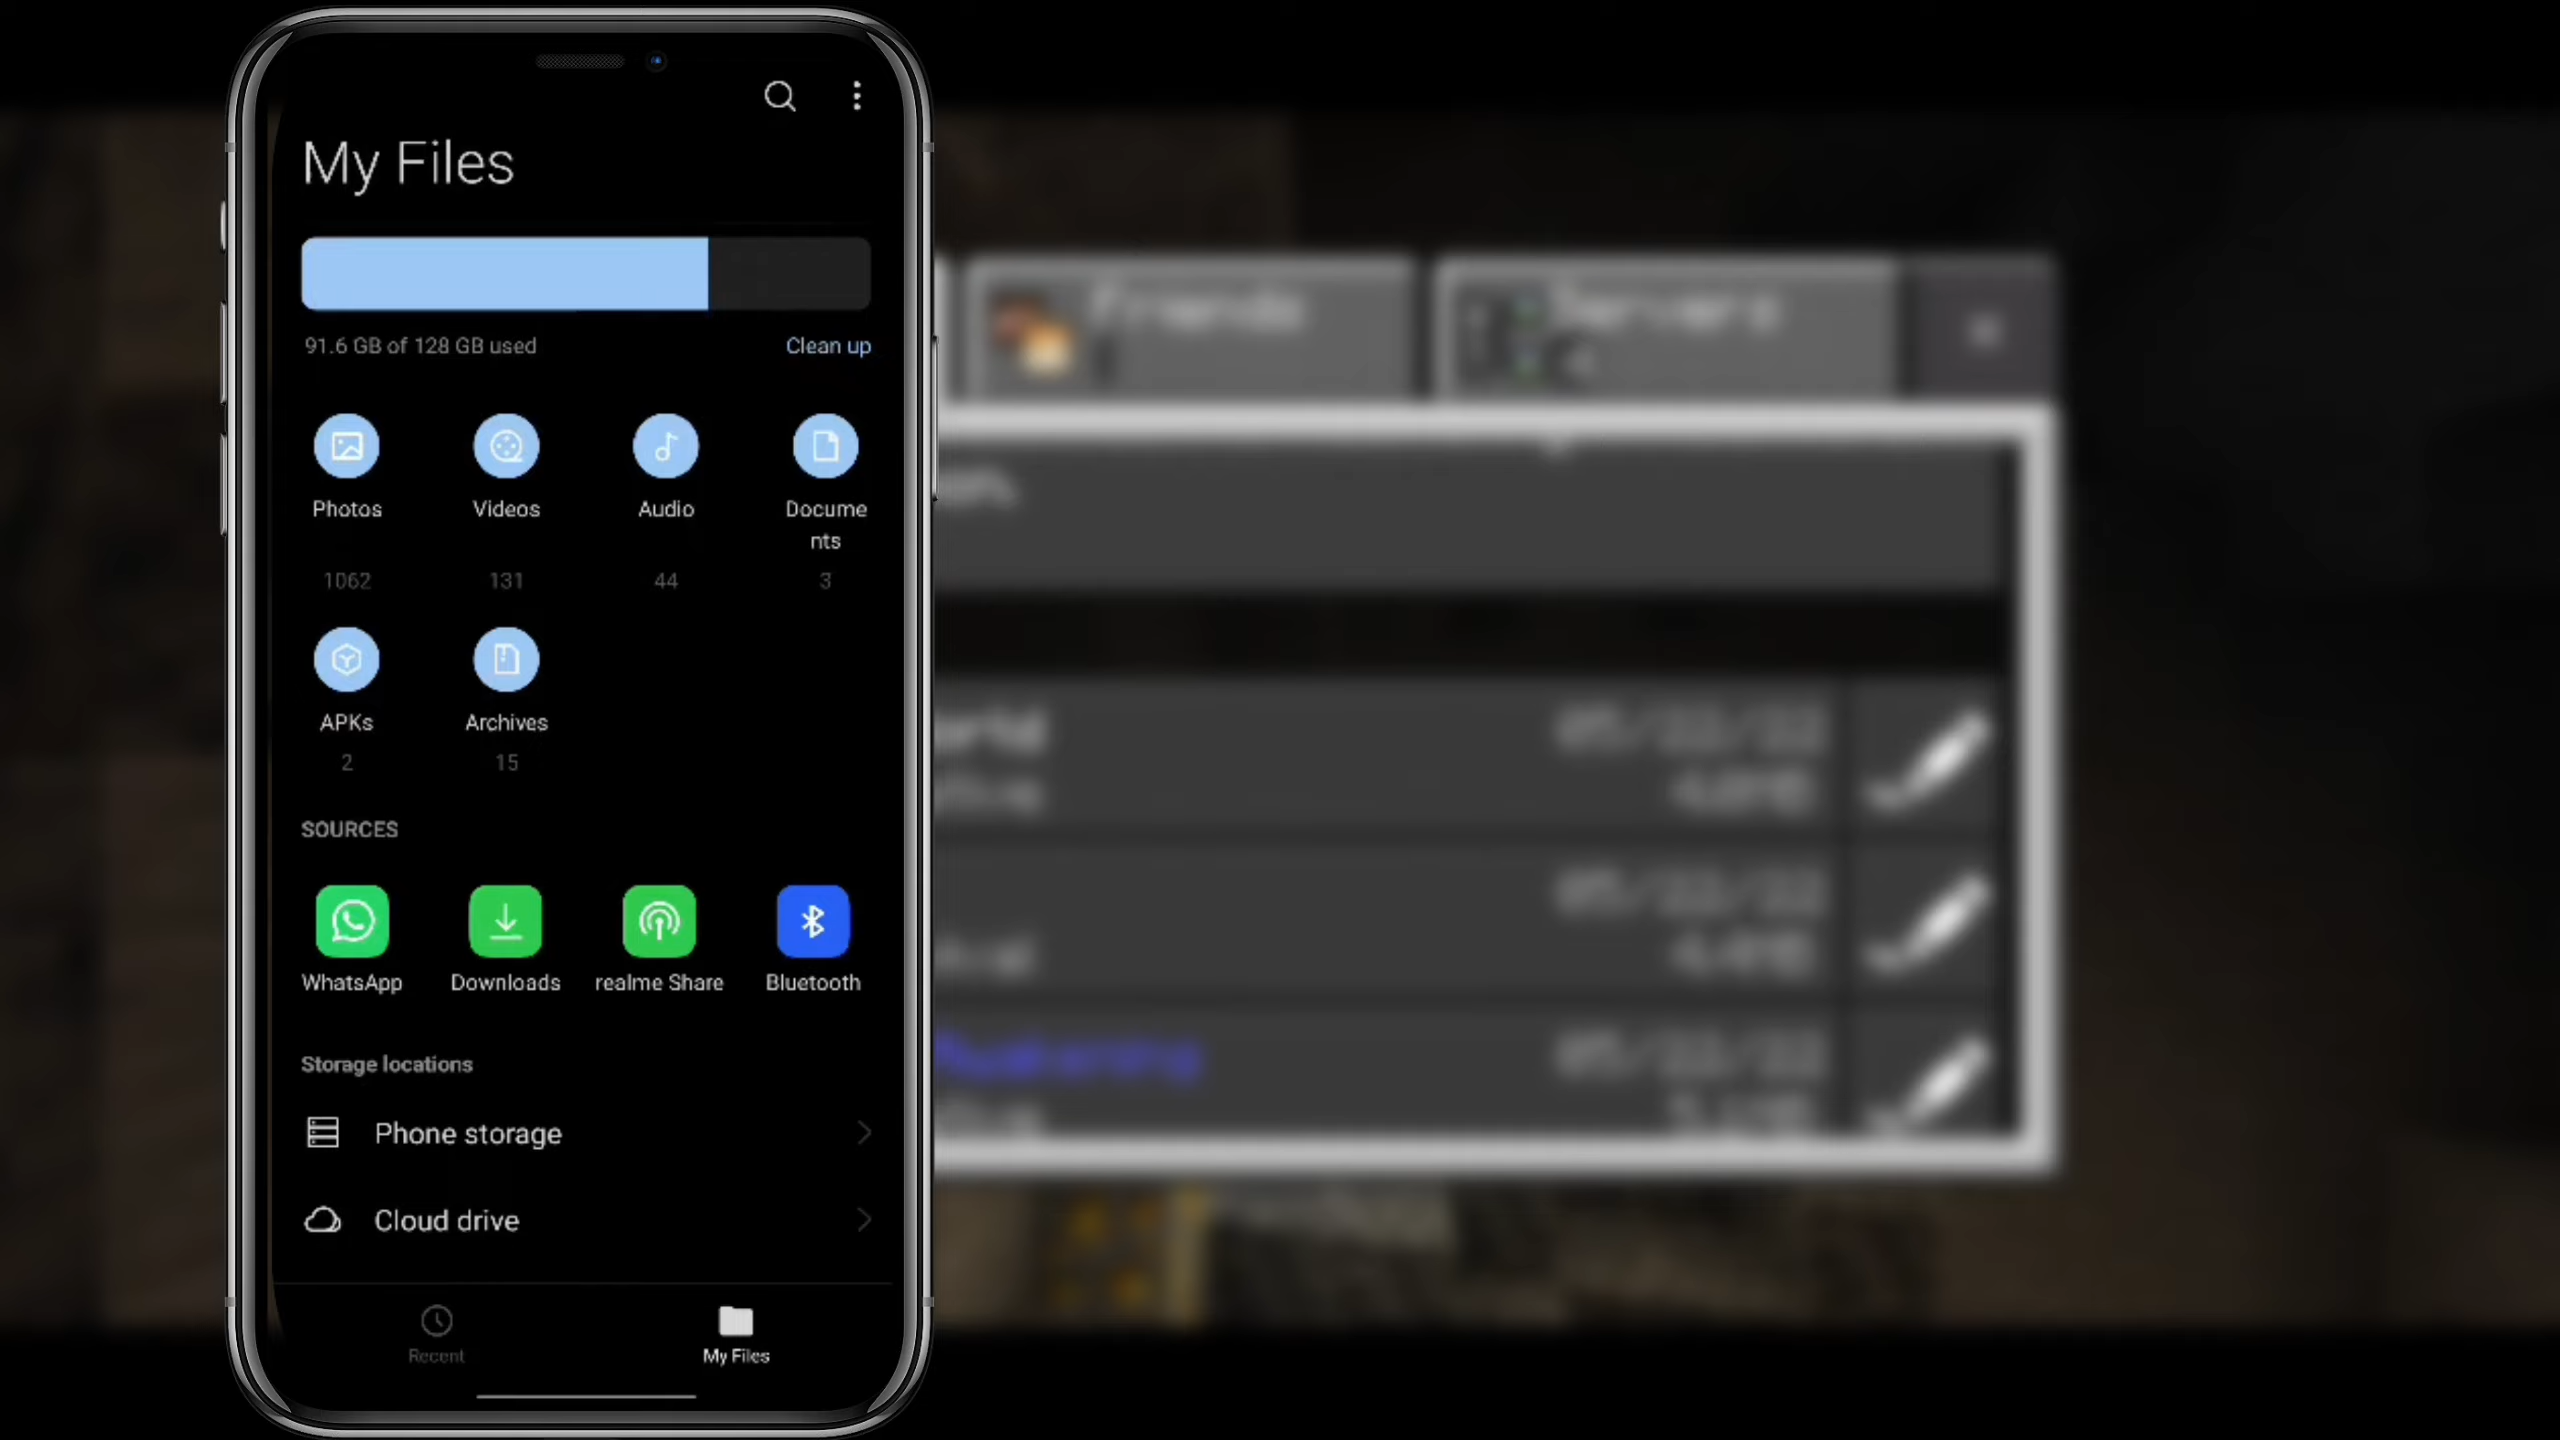 My Files
91.6 GB of 128 GB used
Clean up
Photos
Videos
Audio
Docume
nts
1062
131
44
3
APKs
Archives
2
15
SOURCES
WhatsApp
Downloads
realme Share
Bluetooth
Storage locations
Phone storage
Cloud drive
Recent
My Files
Friends
Servers